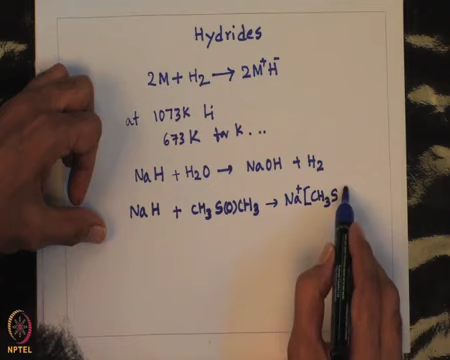 Hydrides
2M + H2 → 2M⁺H⁻
at 1073K Li
673K for K ...
NaH + H2O → NaOH + H2
NaH + CH3S(O)CH3 → Na⁺[CH3S
NPTEL